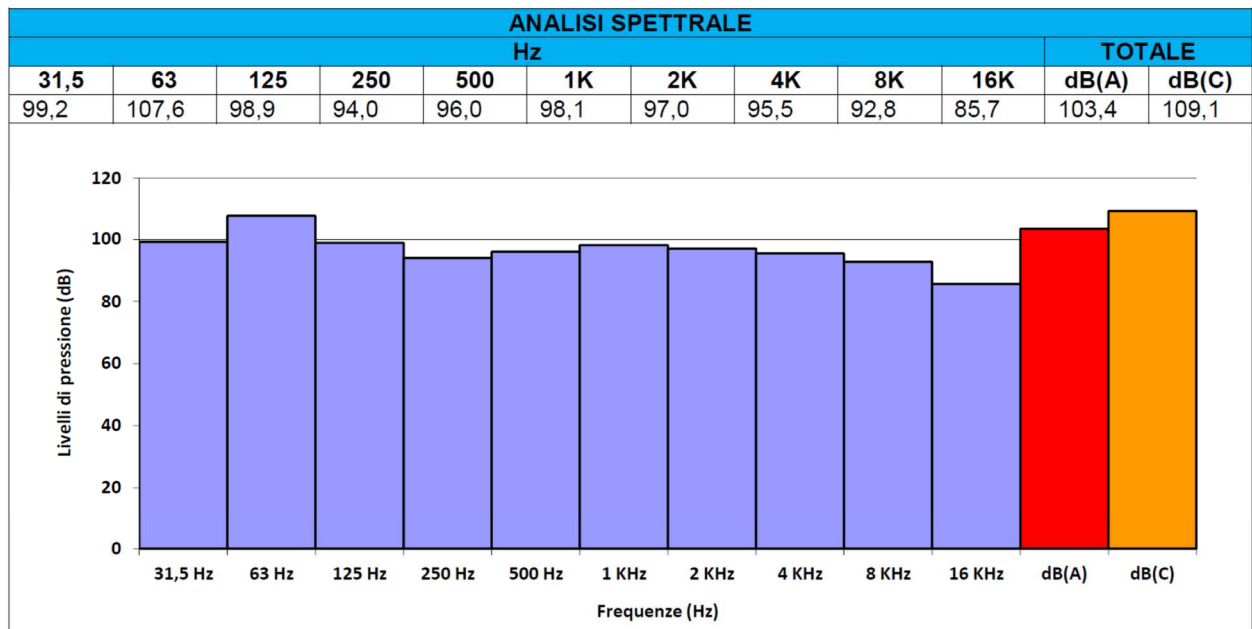 ANALISI SPETTRALE
Hz TOTALE
31,5 63 125 250 500 1K 2K 4K 8K 16K dB(A) dB(C)
99,2 107,6 98,9 94,0 96,0 98,1 97,0 95,5 92,8 85,7 103,4 109,1
Livelli di pressione (dB)
120
100
80
60
40
20
0
31,5 Hz 63 Hz 125 Hz 250 Hz 500 Hz 1 KHz 2 KHz 4 KHz 8 KHz 16 KHz dB(A) dB(C)
Frequenze (Hz)